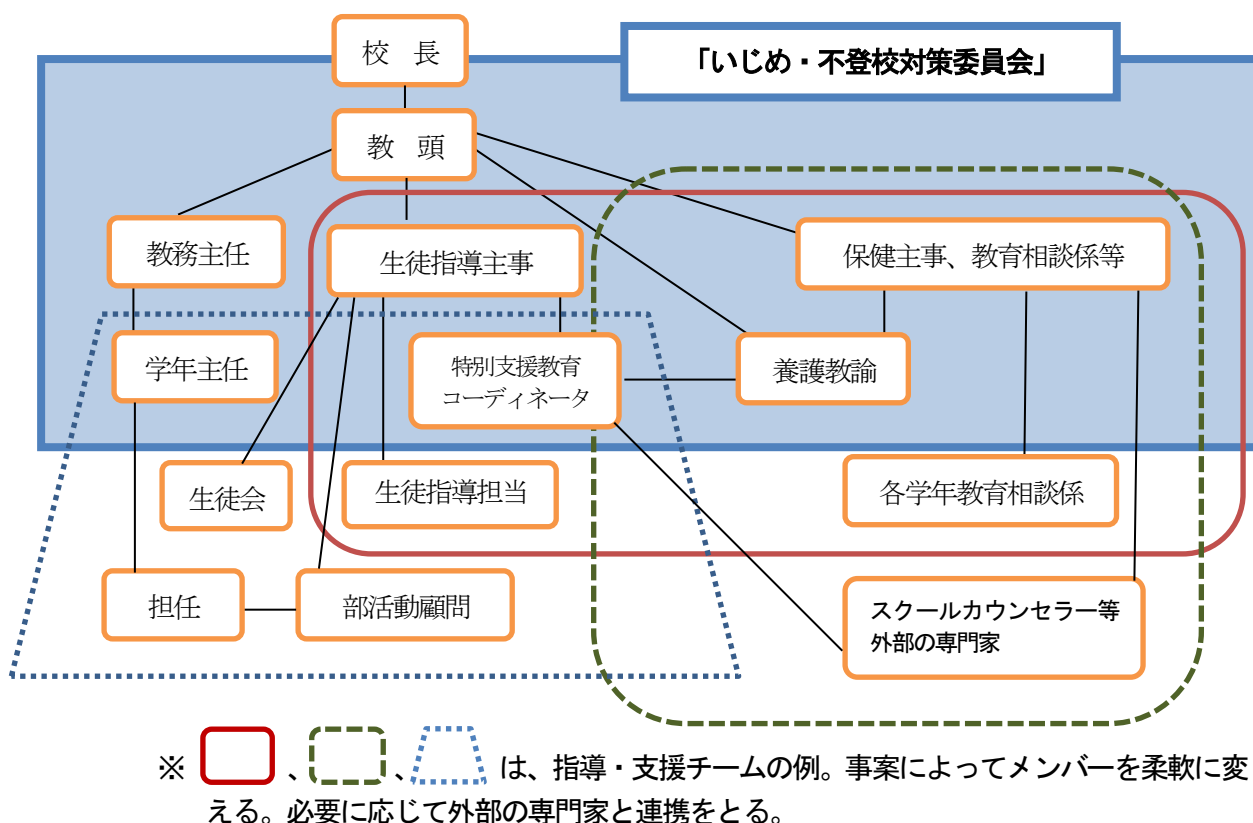 校　長
「いじめ・不登校対策委員会」
教　頭
教務主任
生徒指導主事
保健主事、教育相談係等
学年主任
特別支援教育
コーディネータ
養護教諭
生徒会
生徒指導担当
各学年教育相談係
担任
部活動顧問
スクールカウンセラー等
外部の専門家
※　、　、　は、指導・支援チームの例。事案によってメンバーを柔軟に変
える。必要に応じて外部の専門家と連携をとる。